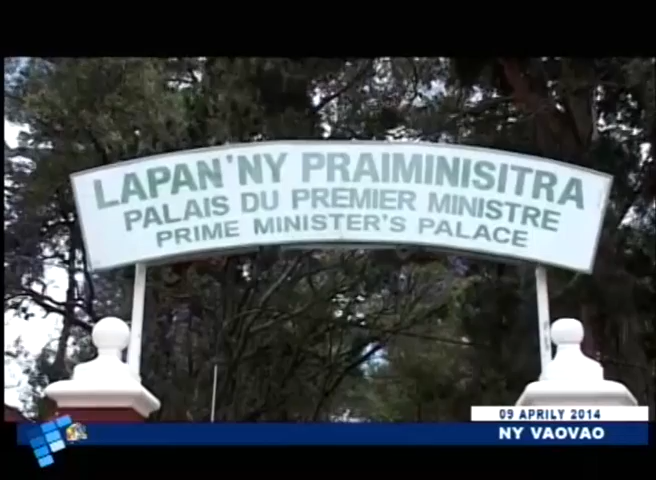 LAPAN'NY PRAIMINISITRA
PALAIS DU PREMIER MINISTRE
PRIME MINISTER'S PALACE
09 APRILY 2014
NY VAOVAO